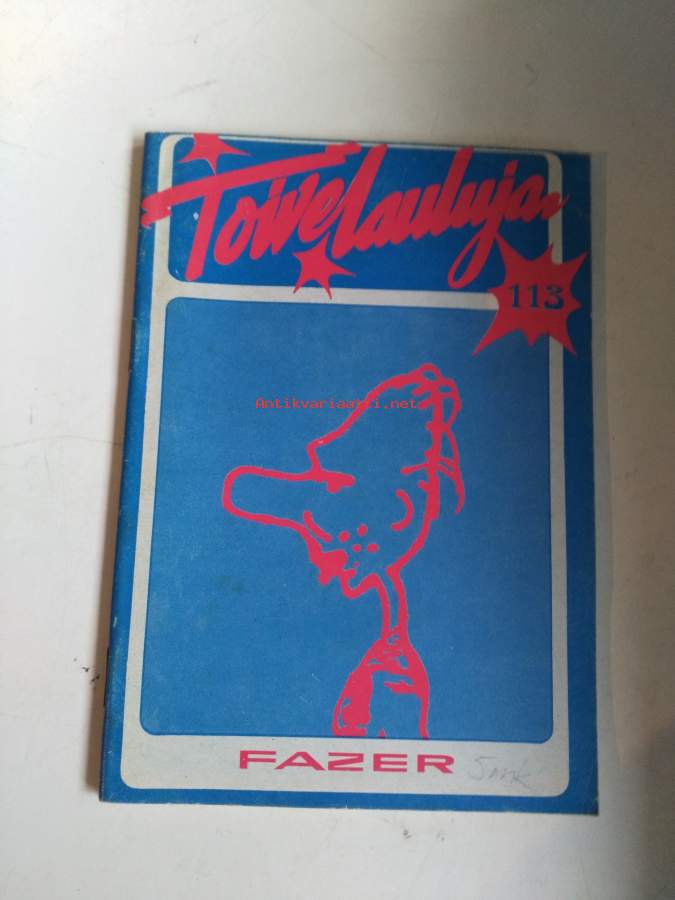 Toivelauluja
113
Antikvariaatti.net
FAZER
5mk